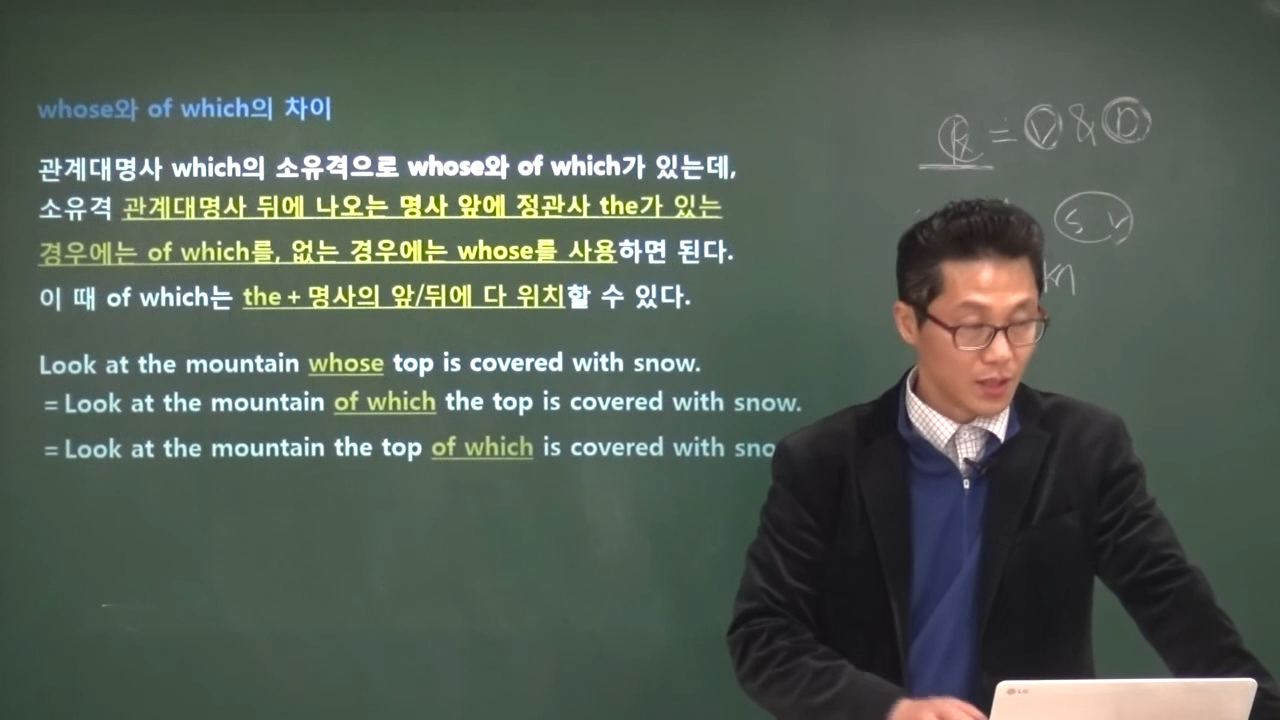 whose와 of which의 차이
관계대명사 which의 소유격으로 whose와 of which가 있는데,
소유격 관계대명사 뒤에 나오는 명사 앞에 정관사 the가 있는
경우에는 of which를, 없는 경우에는 whose를 사용하면 된다.
이 때 of which는 the + 명사의 앞/뒤에 다 위치할 수 있다.
Look at the mountain whose top is covered with snow.
= Look at the mountain of which the top is covered with snow.
= Look at the mountain the top of which is covered with sno
S V
LG